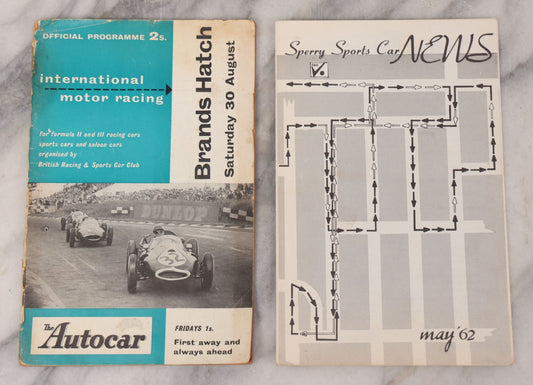 OFFICIAL PROGRAMME 2s.
international
motor racing
for formula II and III racing cars
sports cars and saloon cars
organised by
British Racing & Sports Car Club
Brands Hatch
Saturday 30 August
DUNLOP
32
The
Autocar
FRIDAYS 1s.
First away and
always ahead
Sperry Sports Car NEWS
may '62